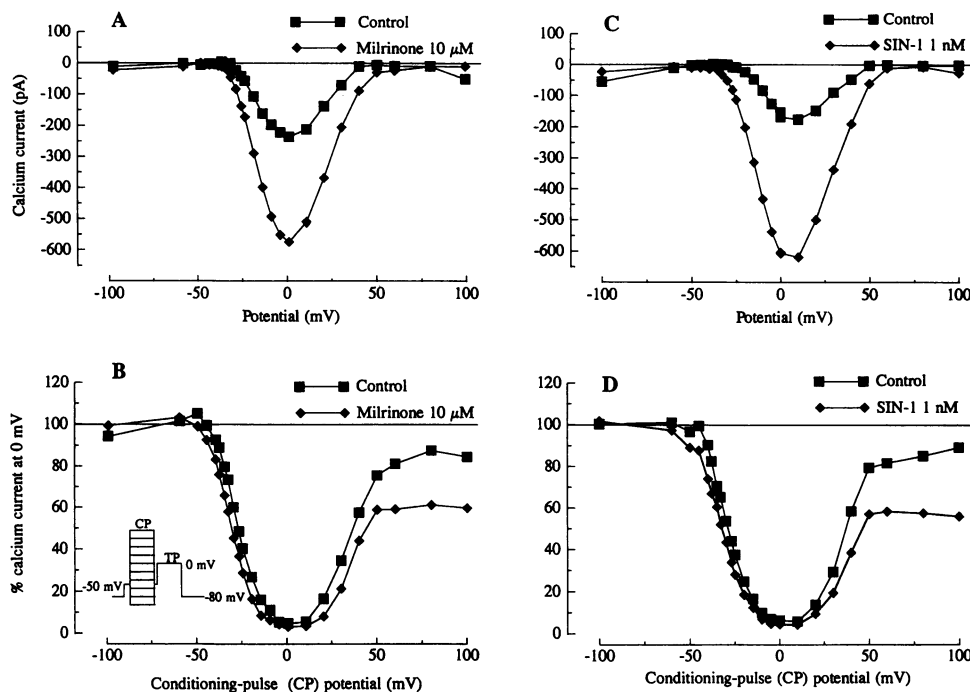 A
Control
Milrinone 10 μM
100
0
-100
-200
-300
-400
-500
-600
Calcium current (pA)
-100
-50
0
50
100
Potential (mV)
C
Control
SIN-1 1 nM
100
0
-100
-200
-300
-400
-500
-600
-100
-50
0
50
100
Potential (mV)
B
Control
Milrinone 10 μM
120
100
80
60
40
20
0
% calcium current at 0 mV
CP
TP
0 mV
-50 mV
-80 mV
-100
-50
0
50
100
Conditioning-pulse (CP) potential (mV)
D
Control
SIN-1 1 nM
120
100
80
60
40
20
0
-100
-50
0
50
100
Conditioning-pulse (CP) potential (mV)